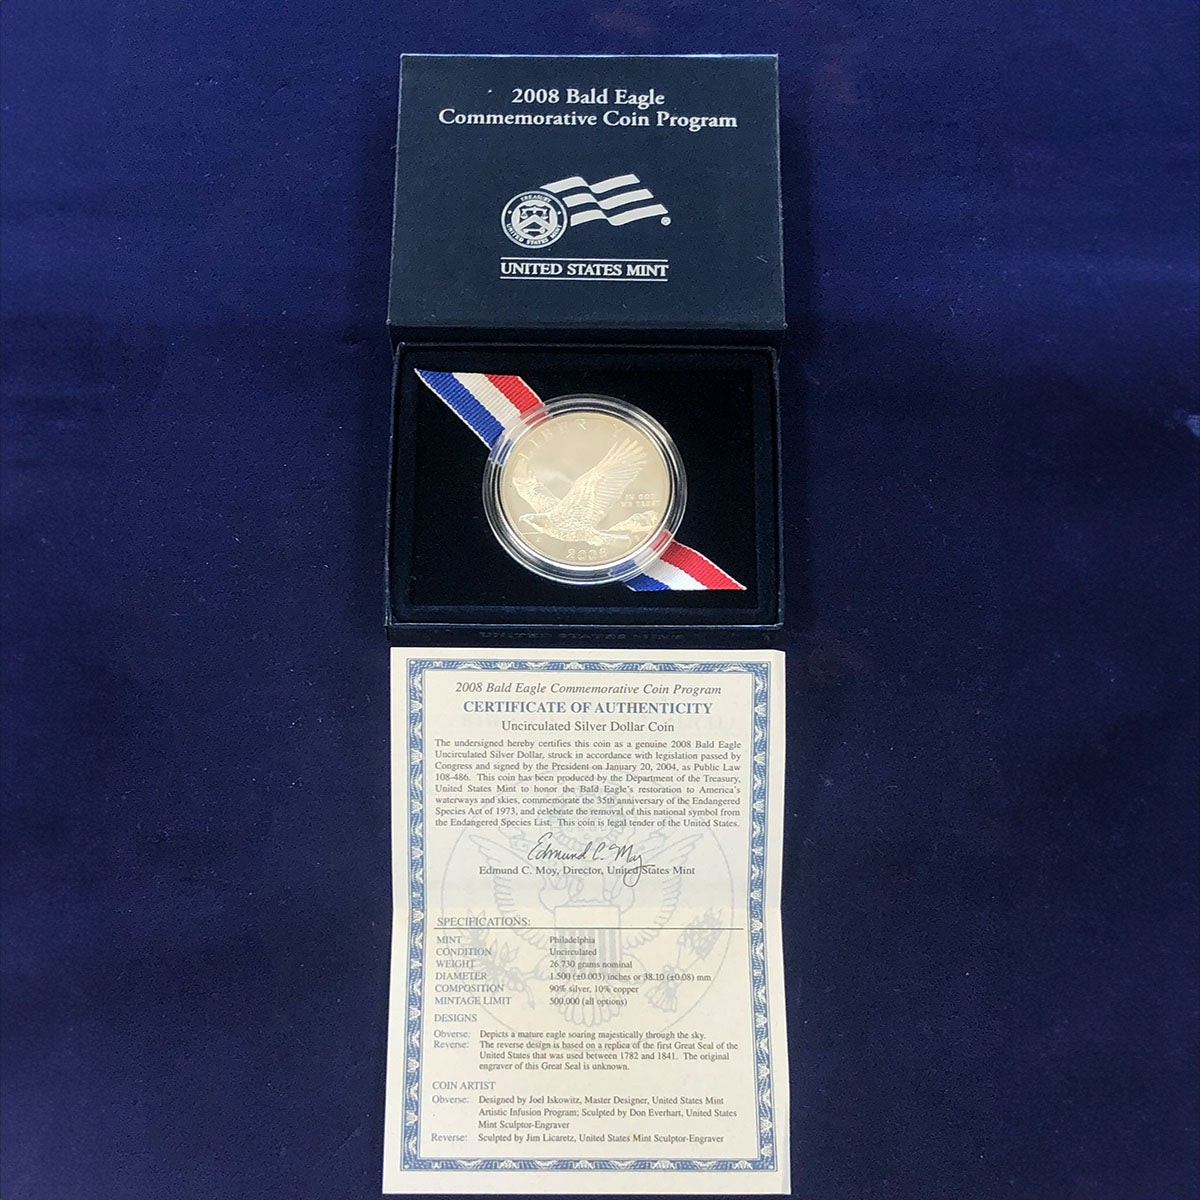 2008 Bald Eagle
Commemorative Coin Program
TREASURY
UNITED STATES MINT
UNITED STATES MINT
LIBERTY
IN GOD
WE TRUST
2008
UNITED STATES MINT
2008 Bald Eagle Commemorative Coin Program
CERTIFICATE OF AUTHENTICITY
Uncirculated Silver Dollar Coin
The undersigned hereby certifies this coin as a genuine 2008 Bald Eagle
Uncirculated Silver Dollar, struck in accordance with legislation passed by
Congress and signed by the President on January 20, 2004, as Public Law
108-486. This coin has been produced by the Department of the Treasury,
United States Mint to honor the Bald Eagle's restoration to America's
waterways and skies, commemorate the 35th anniversary of the Endangered
Species Act of 1973, and celebrate the removal of this national symbol from
the Endangered Species List. This coin is legal tender of the United States.
Edmund C. Moy
Edmund C. Moy, Director, United States Mint
SPECIFICATIONS:
MINT Philadelphia
CONDITION Uncirculated
WEIGHT 26.730 grams nominal
DIAMETER 1.500 (±0.003) inches or 38.10 (±0.08) mm
COMPOSITION 90% silver, 10% copper
MINTAGE LIMIT 500,000 (all options)
DESIGNS
Obverse: Depicts a mature eagle soaring majestically through the sky.
Reverse: The reverse design is based on a replica of the first Great Seal of the
United States that was used between 1782 and 1841. The original
engraver of this Great Seal is unknown.
COIN ARTIST
Obverse: Designed by Joel Iskowitz, Master Designer, United States Mint
Artistic Infusion Program; Sculpted by Don Everhart, United States
Mint Sculptor-Engraver
Reverse: Sculpted by Jim Licaretz, United States Mint Sculptor-Engraver